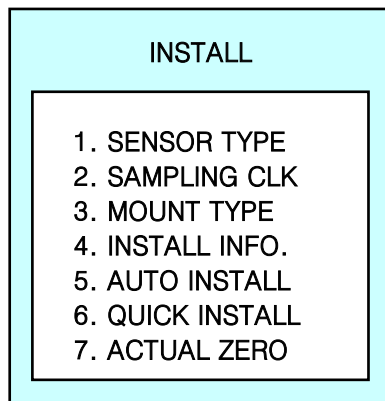 INSTALL
1. SENSOR TYPE
2. SAMPLING CLK
3. MOUNT TYPE
4. INSTALL INFO.
5. AUTO INSTALL
6. QUICK INSTALL
7. ACTUAL ZERO